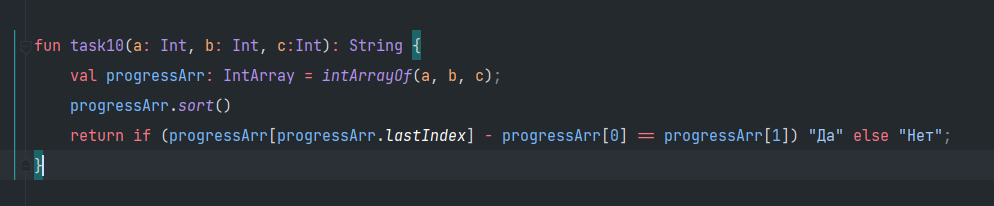 fun task10(a: Int, b: Int, c:Int): String {
    val progressArr: IntArray = intArrayOf(a, b, c);
    progressArr.sort()
    return if (progressArr[progressArr.lastIndex] - progressArr[0] == progressArr[1]) "Да" else "Нет";
}